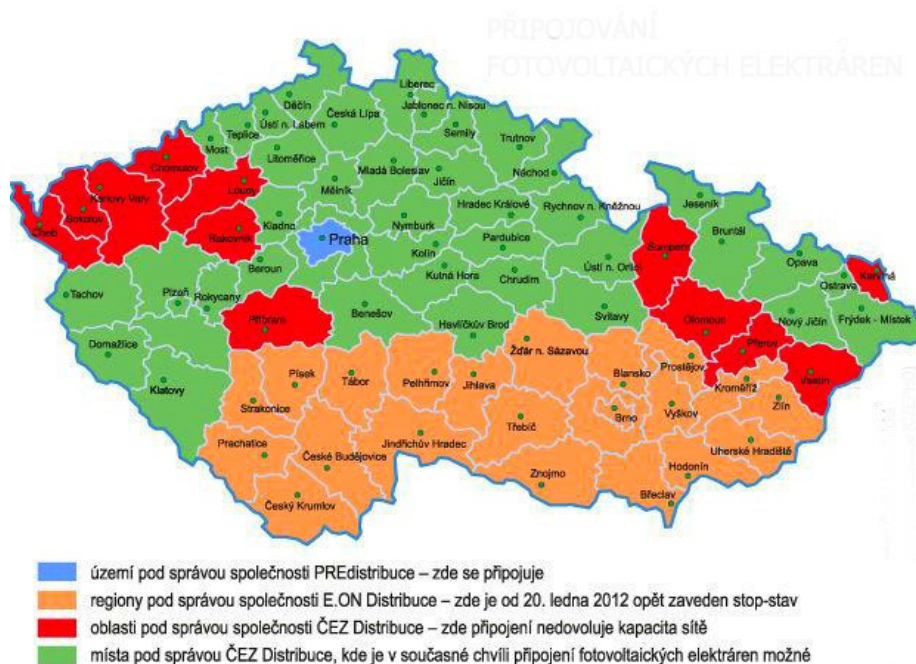 PŘIPOJOVÁNÍ
FOTOVOLTAICKÝCH ELEKTRÁREN
Liberec
Děčín
Jablonec n. Nisou
Česká Lípa
Ústí n. Labem
Teplice
Semily
Most
Trutnov
Litoměřice
Chomutov
Mladá Boleslav
Jičín
Náchod
Mělník
Louny
Karlovy Vary
Jeseník
Sokolov
Hradec Králové
Rychnov n. Kněžnou
Cheb
Kladno
Nymburk
Rakovník
Praha
Bruntál
Kolín
Pardubice
Šumperk
Opava
Beroun
Kutná Hora
Chrudim
Ústí n. Orlicí
Karviná
Ostrava
Tachov
Plzeň
Rokycany
Benešov
Svitavy
Nový Jičín
Frýdek - Místek
Příbram
Havlíčkův Brod
Olomouc
Domažlice
Žďár n. Sázavou
Přerov
Prostějov
Vsetín
Klatovy
Písek
Tábor
Pelhřimov
Jihlava
Blansko
Kroměříž
Strakonice
Zlín
Brno
Vyškov
Třebíč
Prachatice
Jindřichův Hradec
České Budějovice
Uherské Hradiště
Znojmo
Hodonín
Český Krumlov
Břeclav
území pod správou společnosti PREdistribuce – zde se připojuje
regiony pod správou společnosti E.ON Distribuce – zde je od 20. ledna 2012 opět zaveden stop-stav
oblasti pod správou společnosti ČEZ Distribuce – zde připojení nedovoluje kapacita sítě
místa pod správou ČEZ Distribuce, kde je v současné chvíli připojení fotovoltaických elektráren možné